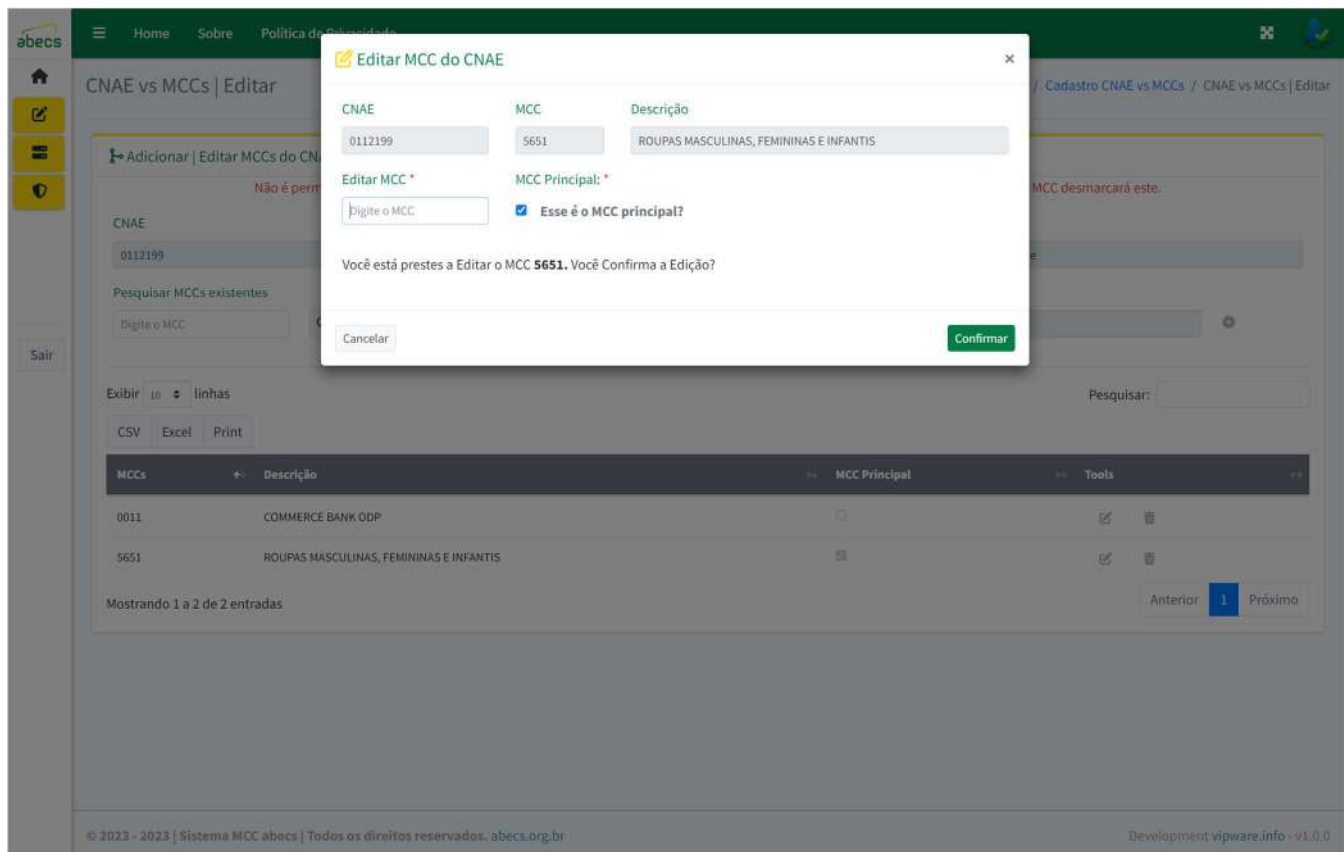 abecs
Home Sobre Política de Privacidade
CNAE vs MCCs | Editar
/ Cadastro CNAE vs MCCs / CNAE vs MCCs | Editar
Editar MCC do CNAE
×
CNAE MCC Descrição
0112199 5651 ROUPAS MASCULINAS, FEMININAS E INFANTIS
Editar MCC * MCC Principal: *
Digite o MCC Esse é o MCC principal?
Você está prestes a Editar o MCC 5651. Você Confirma a Edição?
Cancelar Confirmar
Adicionar | Editar MCCs do
Não é MCC desmarcará este.
CNAE
0112199
Pesquisar MCCs existentes
Digite o MCC
Sair
Exibir 10 linhas Pesquisar:
CSV Excel Print
MCCs Descrição MCC Principal Tools
0011 COMMERCE BANK ODP
5651 ROUPAS MASCULINAS, FEMININAS E INFANTIS
Mostrando 1 a 2 de 2 entradas Anterior 1 Próximo
© 2023 - 2023 | Sistema MCC abecs | Todos os direitos reservados. abecs.org.br Development vipware.info - v1.0.0